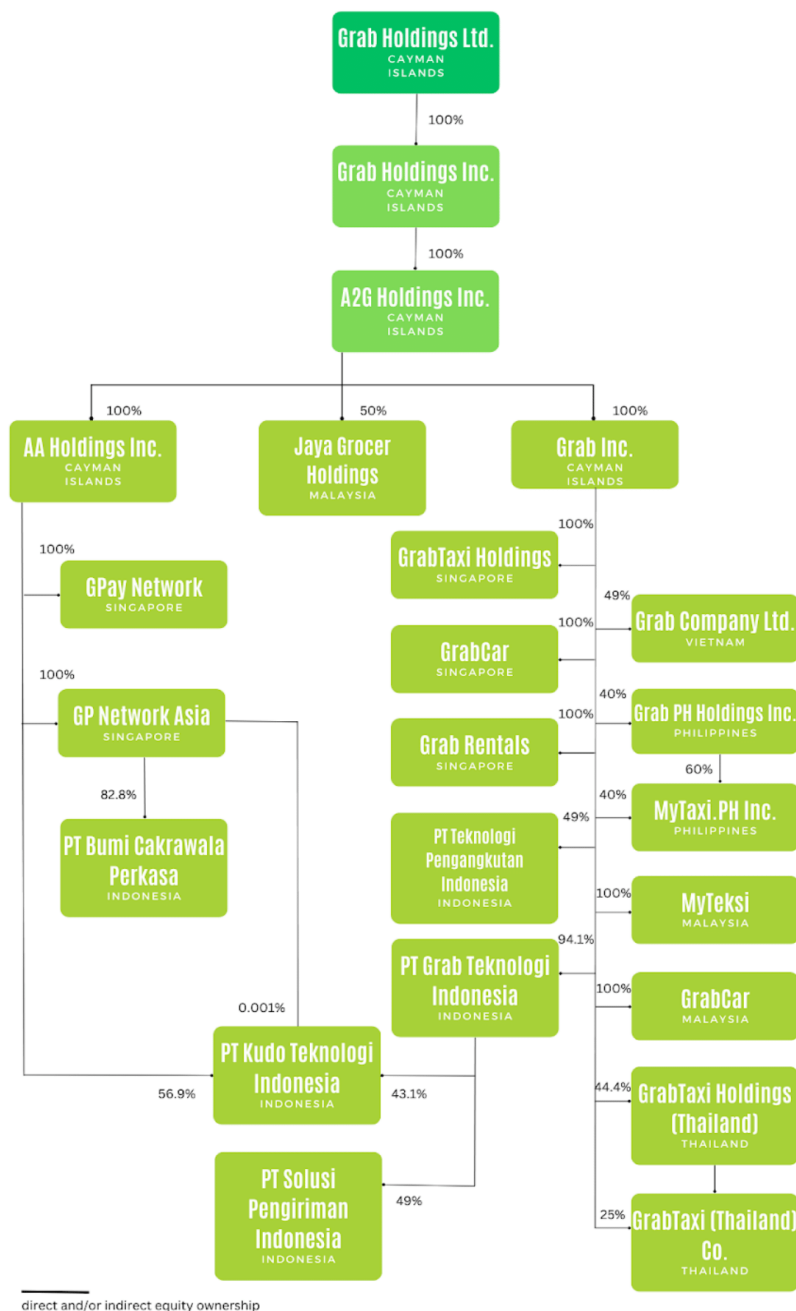 Grab Holdings Ltd.
CAYMAN
ISLANDS
100%
Grab Holdings Inc.
CAYMAN
ISLANDS
100%
A2G Holdings Inc.
CAYMAN
ISLANDS
100%
50%
100%
AA Holdings Inc.
CAYMAN
ISLANDS
Jaya Grocer
Holdings
MALAYSIA
Grab Inc.
CAYMAN
ISLANDS
100%
GPay Network
SINGAPORE
100%
GP Network Asia
SINGAPORE
82.8%
PT Bumi Cakrawala
Perkasa
INDONESIA
0.001%
PT Kudo Teknologi
Indonesia
INDONESIA
56.9%
43.1%
PT Solusi
Pengiriman
Indonesia
INDONESIA
49%
100%
GrabTaxi Holdings
SINGAPORE
100%
GrabCar
SINGAPORE
100%
Grab Rentals
SINGAPORE
49%
PT Teknologi
Pengangkutan
Indonesia
INDONESIA
94.1%
PT Grab Teknologi
Indonesia
INDONESIA
49%
Grab Company Ltd.
VIETNAM
40%
Grab PH Holdings Inc.
PHILIPPINES
60%
40%
MyTaxi.PH Inc.
PHILIPPINES
100%
MyTeksi
MALAYSIA
100%
GrabCar
MALAYSIA
44.4%
GrabTaxi Holdings
(Thailand)
THAILAND
25%
GrabTaxi (Thailand)
Co.
THAILAND
direct and/or indirect equity ownership